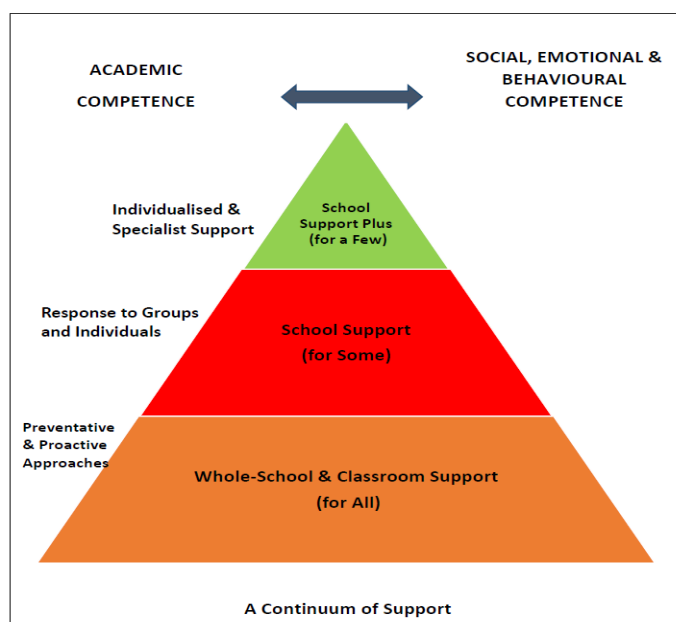 ACADEMIC
COMPETENCE
SOCIAL, EMOTIONAL &
BEHAVIOURAL
COMPETENCE
Individualised &
Specialist Support
School
Support Plus
(for a Few)
Response to Groups
and Individuals
School Support
(for Some)
Preventative
& Proactive
Approaches
Whole-School & Classroom Support
(for All)
A Continuum of Support